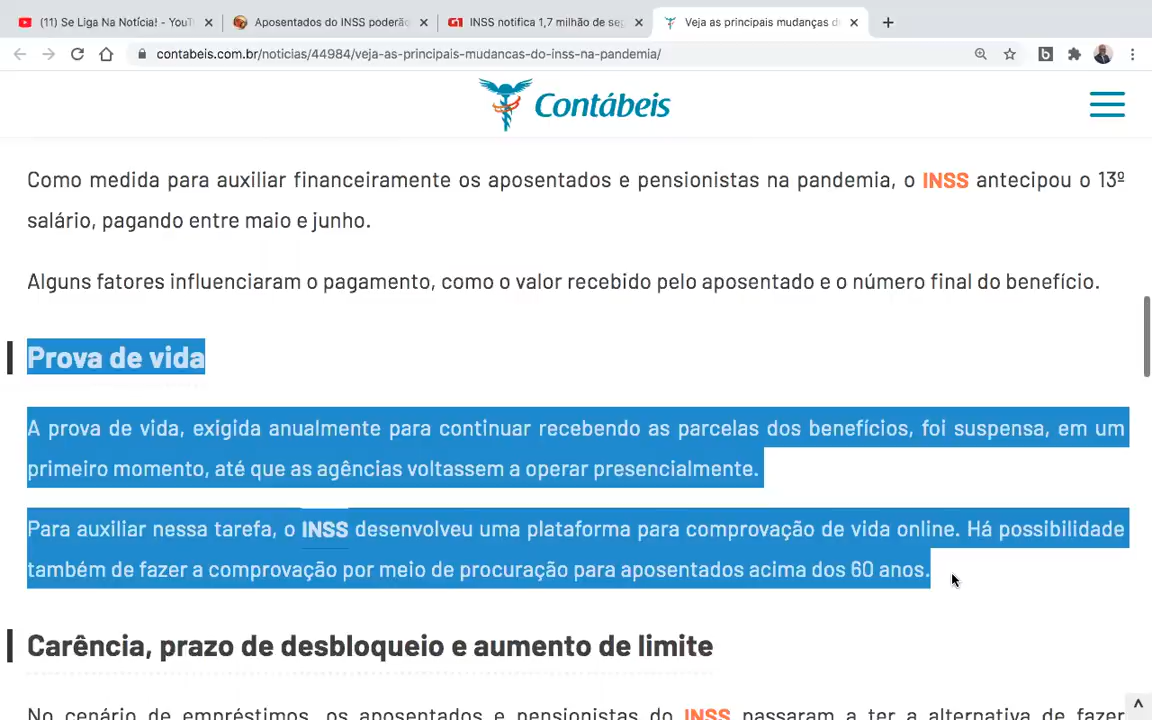 (11) Se Liga Na Notícia! - YouT
Aposentados do INSS poderão
G1 INSS notifica 1,7 milhão de seg
Veja as principais mudanças d
contabeis.com.br/noticias/44984/veja-as-principais-mudancas-do-inss-na-pandemia/
Contábeis
Como medida para auxiliar financeiramente os aposentados e pensionistas na pandemia, o INSS antecipou o 13º
salário, pagando entre maio e junho.
Alguns fatores influenciaram o pagamento, como o valor recebido pelo aposentado e o número final do benefício.
Prova de vida
A prova de vida, exigida anualmente para continuar recebendo as parcelas dos benefícios, foi suspensa, em um
primeiro momento, até que as agências voltassem a operar presencialmente.
Para auxiliar nessa tarefa, o INSS desenvolveu uma plataforma para comprovação de vida online. Há possibilidade
também de fazer a comprovação por meio de procuração para aposentados acima dos 60 anos.
Carência, prazo de desbloqueio e aumento de limite
No cenário de empréstimos, os aposentados e pensionistas do INSS passaram a ter a alternativa de fazer